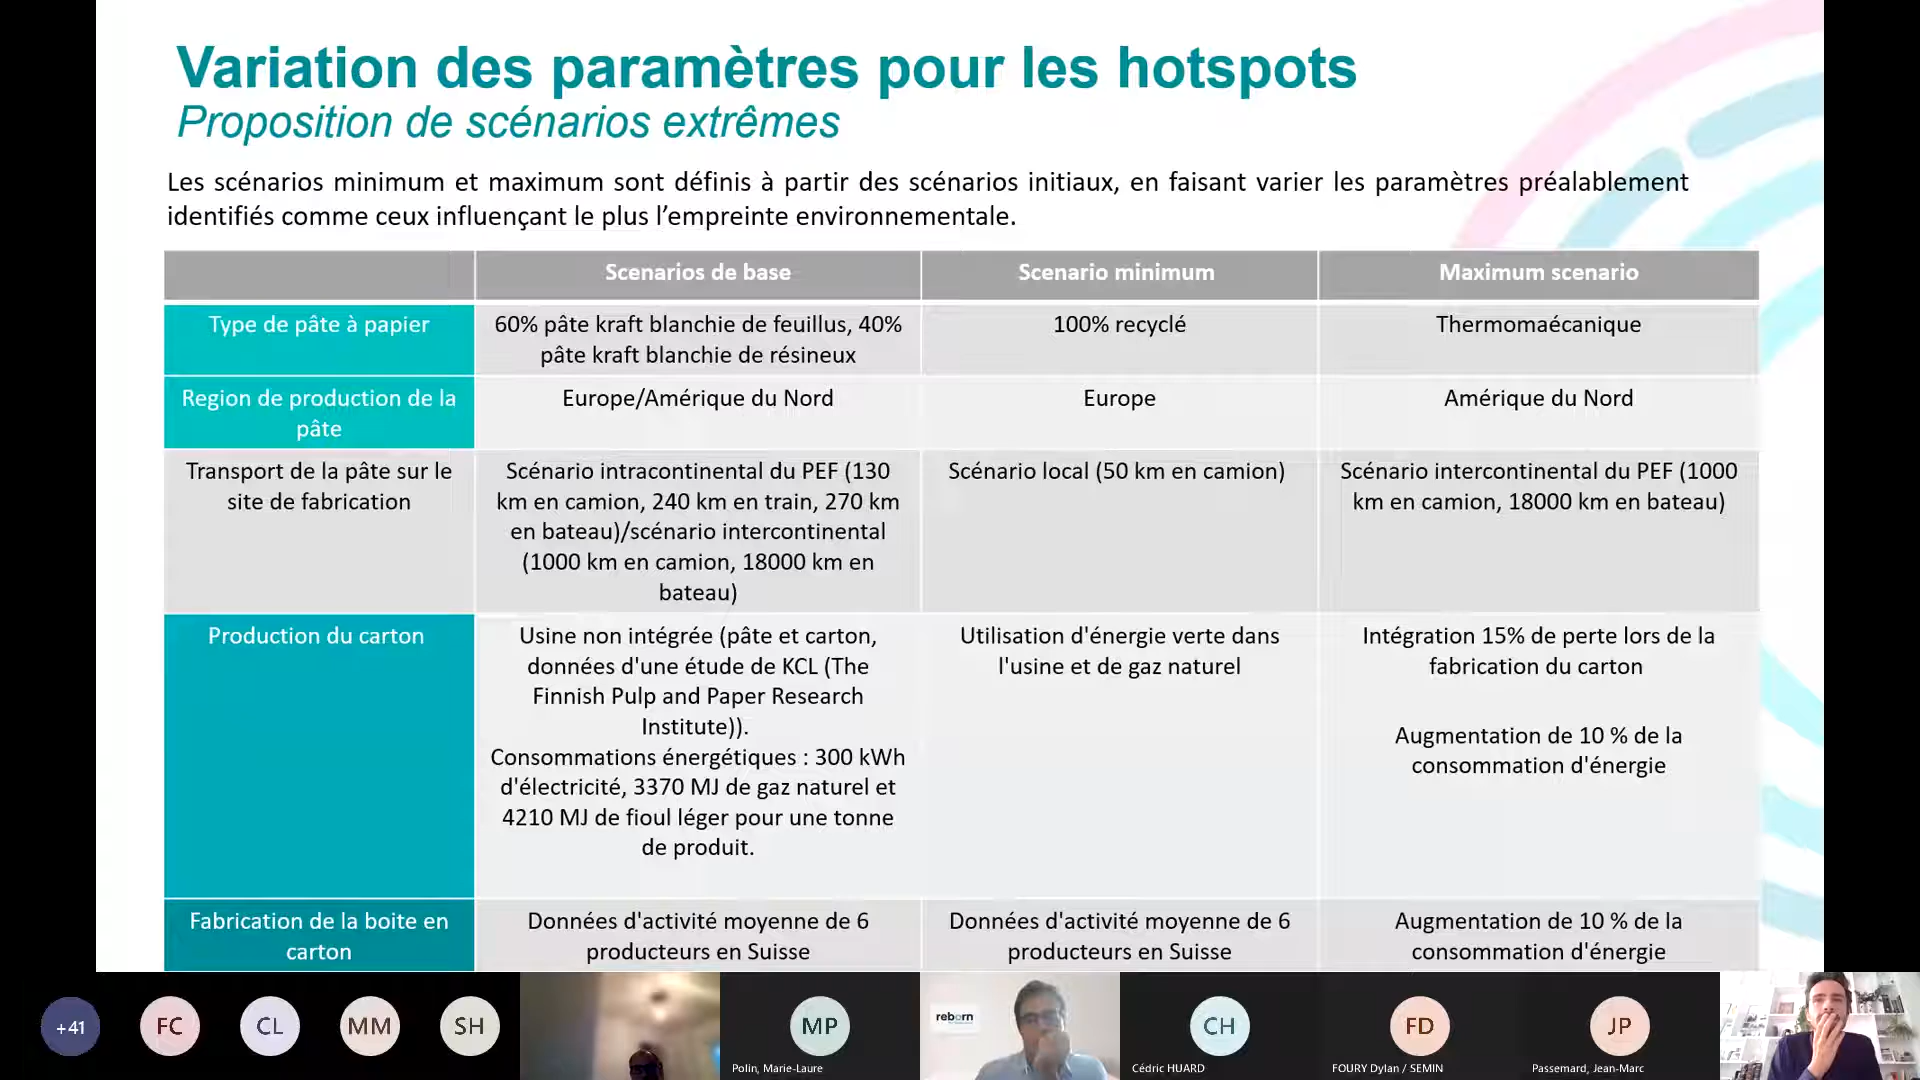 Variation des paramètres pour les hotspots
Proposition de scénarios extrêmes
Les scénarios minimum et maximum sont définis à partir des scénarios initiaux, en faisant varier les paramètres préalablement
identifiés comme ceux influençant le plus l’empreinte environnementale.
Scenarios de base
Scenario minimum
Maximum scenario
Type de pâte à papier
60% pâte kraft blanchie de feuillus, 40%
pâte kraft blanchie de résineux
100% recyclé
Thermomaécanique
Region de production de la
pâte
Europe/Amérique du Nord
Europe
Amérique du Nord
Transport de la pâte sur le
site de fabrication
Scénario intracontinental du PEF (130
km en camion, 240 km en train, 270 km
en bateau)/scénario intercontinental
(1000 km en camion, 18000 km en
bateau)
Scénario local (50 km en camion)
Scénario intercontinental du PEF (1000
km en camion, 18000 km en bateau)
Production du carton
Usine non intégrée (pâte et carton,
données d'une étude de KCL (The
Finnish Pulp and Paper Research
Institute)).
Consommations énergétiques : 300 kWh
d'électricité, 3370 MJ de gaz naturel et
4210 MJ de fioul léger pour une tonne
de produit.
Utilisation d'énergie verte dans
l'usine et de gaz naturel
Intégration 15% de perte lors de la
fabrication du carton
Augmentation de 10 % de la
consommation d'énergie
Fabrication de la boite en
carton
Données d'activité moyenne de 6
producteurs en Suisse
Données d'activité moyenne de 6
producteurs en Suisse
Augmentation de 10 % de la
consommation d'énergie
+41
FC
CL
MM
SH
MP
Polin, Marie-Laure
reborn
CH
Cédric HUARD
FD
FOURY Dylan / SEMIN
JP
Passemard, Jean-Marc